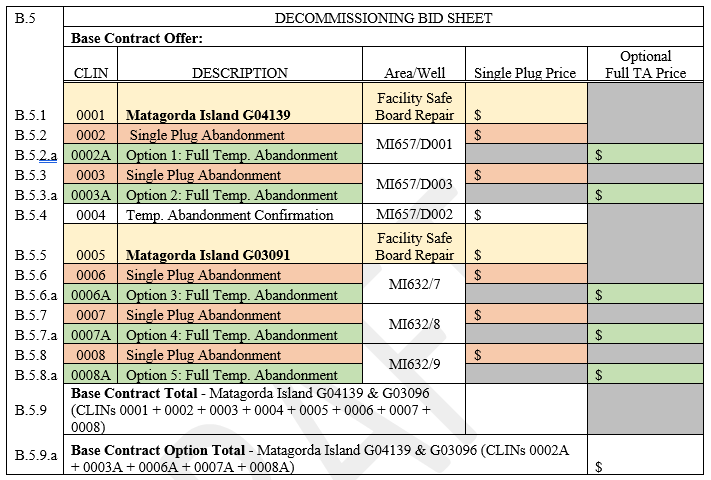 B.5 DECOMMISSIONING BID SHEET
Base Contract Offer:
CLIN DESCRIPTION Area/Well Single Plug Price Optional Full TA Price
B.5.1 0001 Matagorda Island G04139 Facility Safe Board Repair $
B.5.2 0002 Single Plug Abandonment MI657/D001 $
B.5.2.a 0002A Option 1: Full Temp. Abandonment $
B.5.3 0003 Single Plug Abandonment MI657/D003 $
B.5.3.a 0003A Option 2: Full Temp. Abandonment $
B.5.4 0004 Temp. Abandonment Confirmation MI657/D002 $
B.5.5 0005 Matagorda Island G03091 Facility Safe Board Repair $
B.5.6 0006 Single Plug Abandonment MI632/7 $
B.5.6.a 0006A Option 3: Full Temp. Abandonment $
B.5.7 0007 Single Plug Abandonment MI632/8 $
B.5.7.a 0007A Option 4: Full Temp. Abandonment $
B.5.8 0008 Single Plug Abandonment MI632/9 $
B.5.8.a 0008A Option 5: Full Temp. Abandonment $
B.5.9 Base Contract Total - Matagorda Island G04139 & G03096
(CLINs 0001 + 0002 + 0003 + 0004 + 0005 + 0006 + 0007 +
0008)
B.5.9.a Base Contract Option Total - Matagorda Island G04139 & G03096 (CLINs 0002A
+ 0003A + 0006A + 0007A + 0008A) $